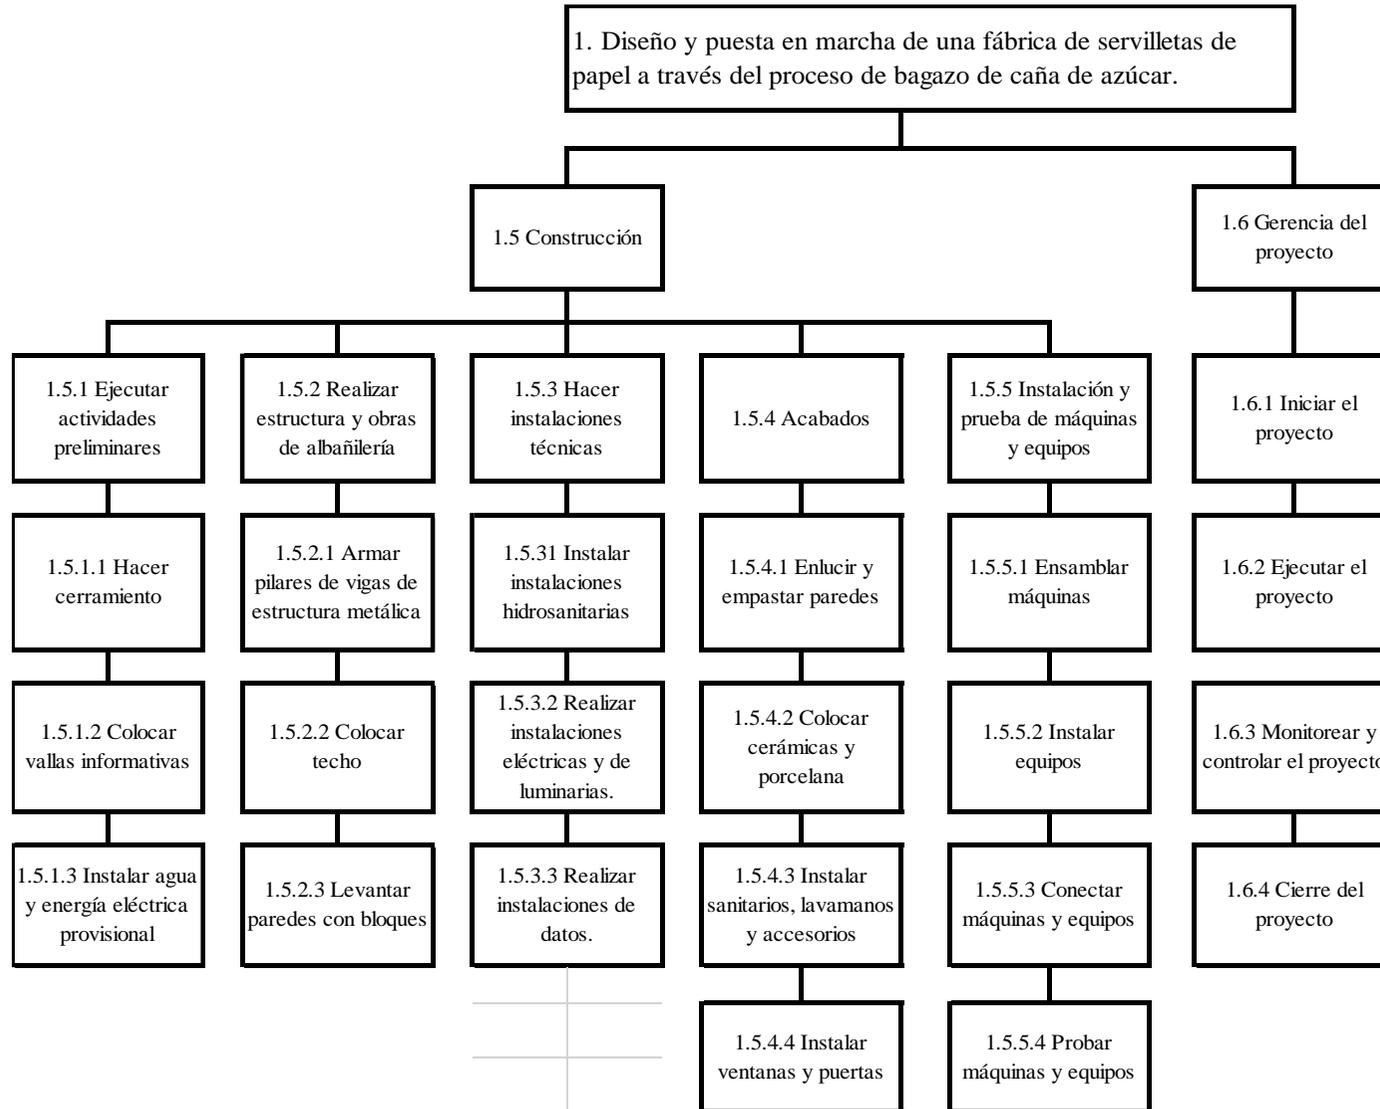 1. Diseño y puesta en marcha de una fábrica de servilletas de
papel a través del proceso de bagazo de caña de azúcar.
1.5 Construcción
1.6 Gerencia del
proyecto
1.5.1 Ejecutar
actividades
preliminares
1.5.2 Realizar
estructura y obras
de albañilería
1.5.3 Hacer
instalaciones
técnicas
1.5.4 Acabados
1.5.5 Instalación y
prueba de máquinas
y equipos
1.6.1 Iniciar el
proyecto
1.5.1.1 Hacer
cerramiento
1.5.2.1 Armar
pilares de vigas de
estructura metálica
1.5.31 Instalar
instalaciones
hidrosanitarias
1.5.4.1 Enlucir y
empastar paredes
1.5.5.1 Ensamblar
máquinas
1.6.2 Ejecutar el
proyecto
1.5.1.2 Colocar
vallas informativas
1.5.2.2 Colocar
techo
1.5.3.2 Realizar
instalaciones
eléctricas y de
luminarias.
1.5.4.2 Colocar
cerámicas y
porcelana
1.5.5.2 Instalar
equipos
1.6.3 Monitorear y
controlar el proyecto
1.5.1.3 Instalar agua
y energía eléctrica
provisional
1.5.2.3 Levantar
paredes con bloques
1.5.3.3 Realizar
instalaciones de
datos.
1.5.4.3 Instalar
sanitarios, lavamanos
y accesorios
1.5.5.3 Conectar
máquinas y equipos
1.6.4 Cierre del
proyecto
1.5.4.4 Instalar
ventanas y puertas
1.5.5.4 Probar
máquinas y equipos